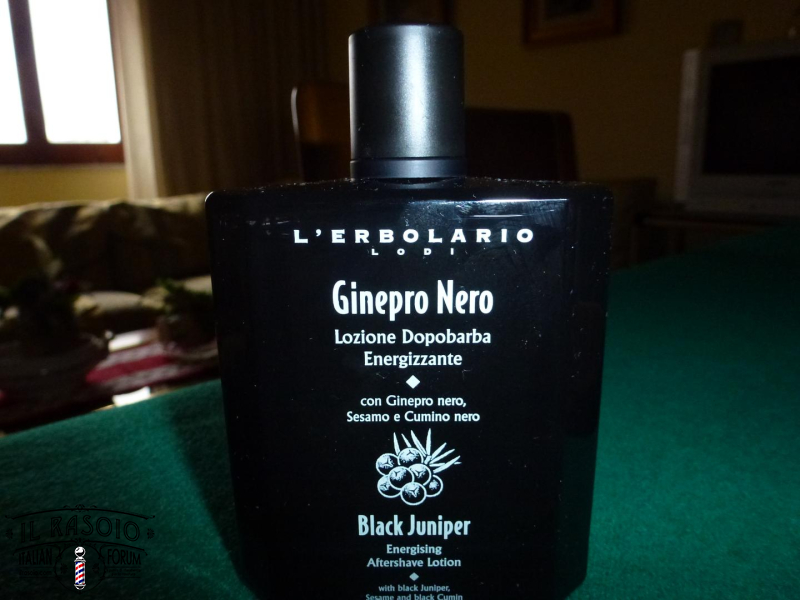 L'ERBOLARIO
LODI
Ginepro Nero
Lozione Dopobarba
Energizzante
con Ginepro nero,
Sesamo e Cumino nero
Black Juniper
Energising
Aftershave Lotion
with black Juniper,
Sesame and black Cumin
IL RASOIO
ITALIAN FORUM